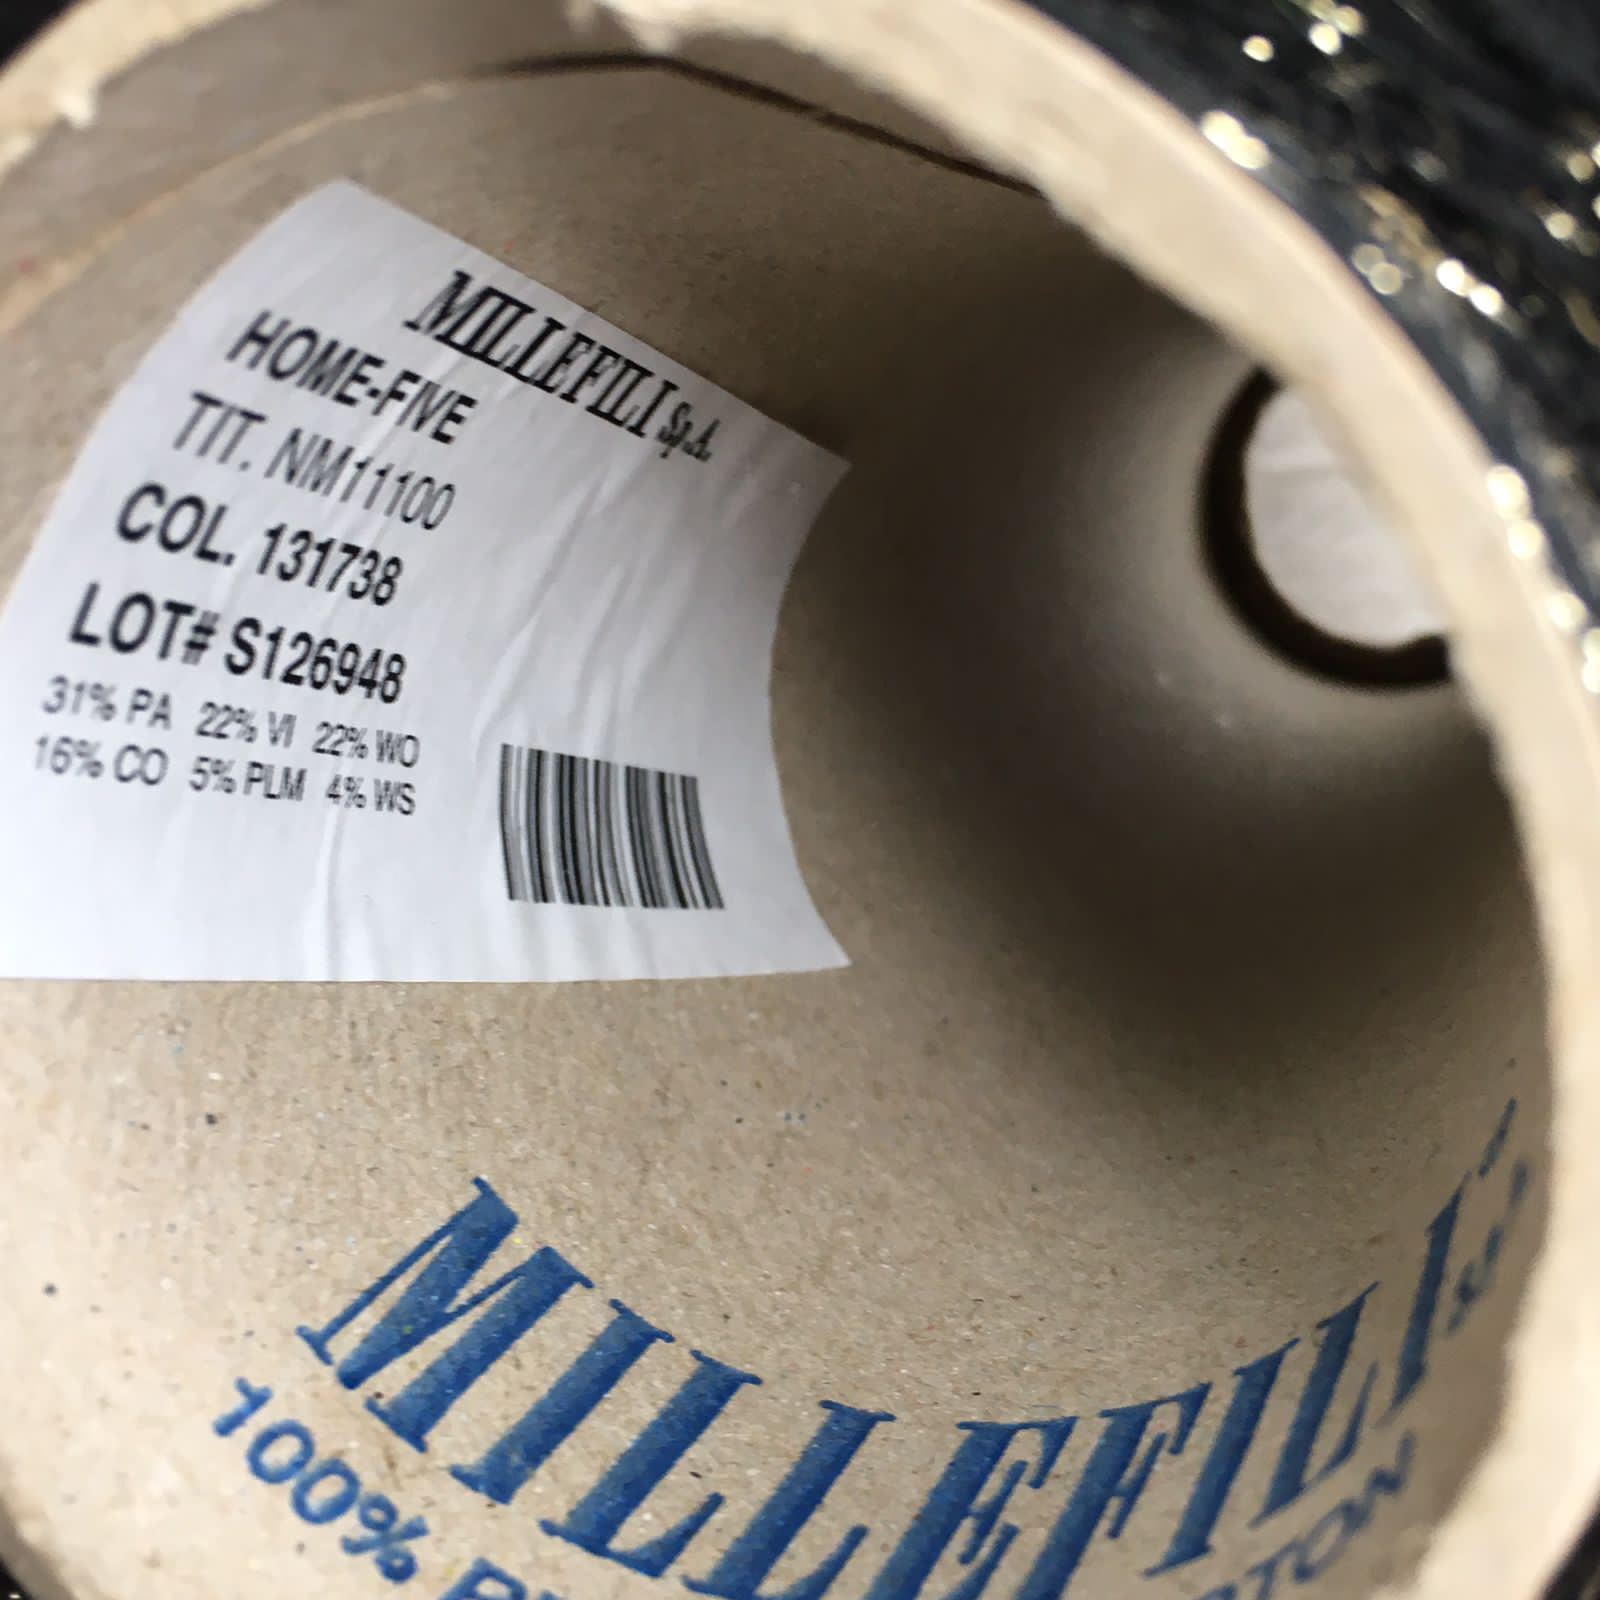 MILLEFILI S.p.A.
HOME-FIVE
TIT. NM11100
COL. 131738
LOT# S126948
31% PA 22% VI 22% WO
16% CO 5% PLM 4% WS
MILLEFILI
100%